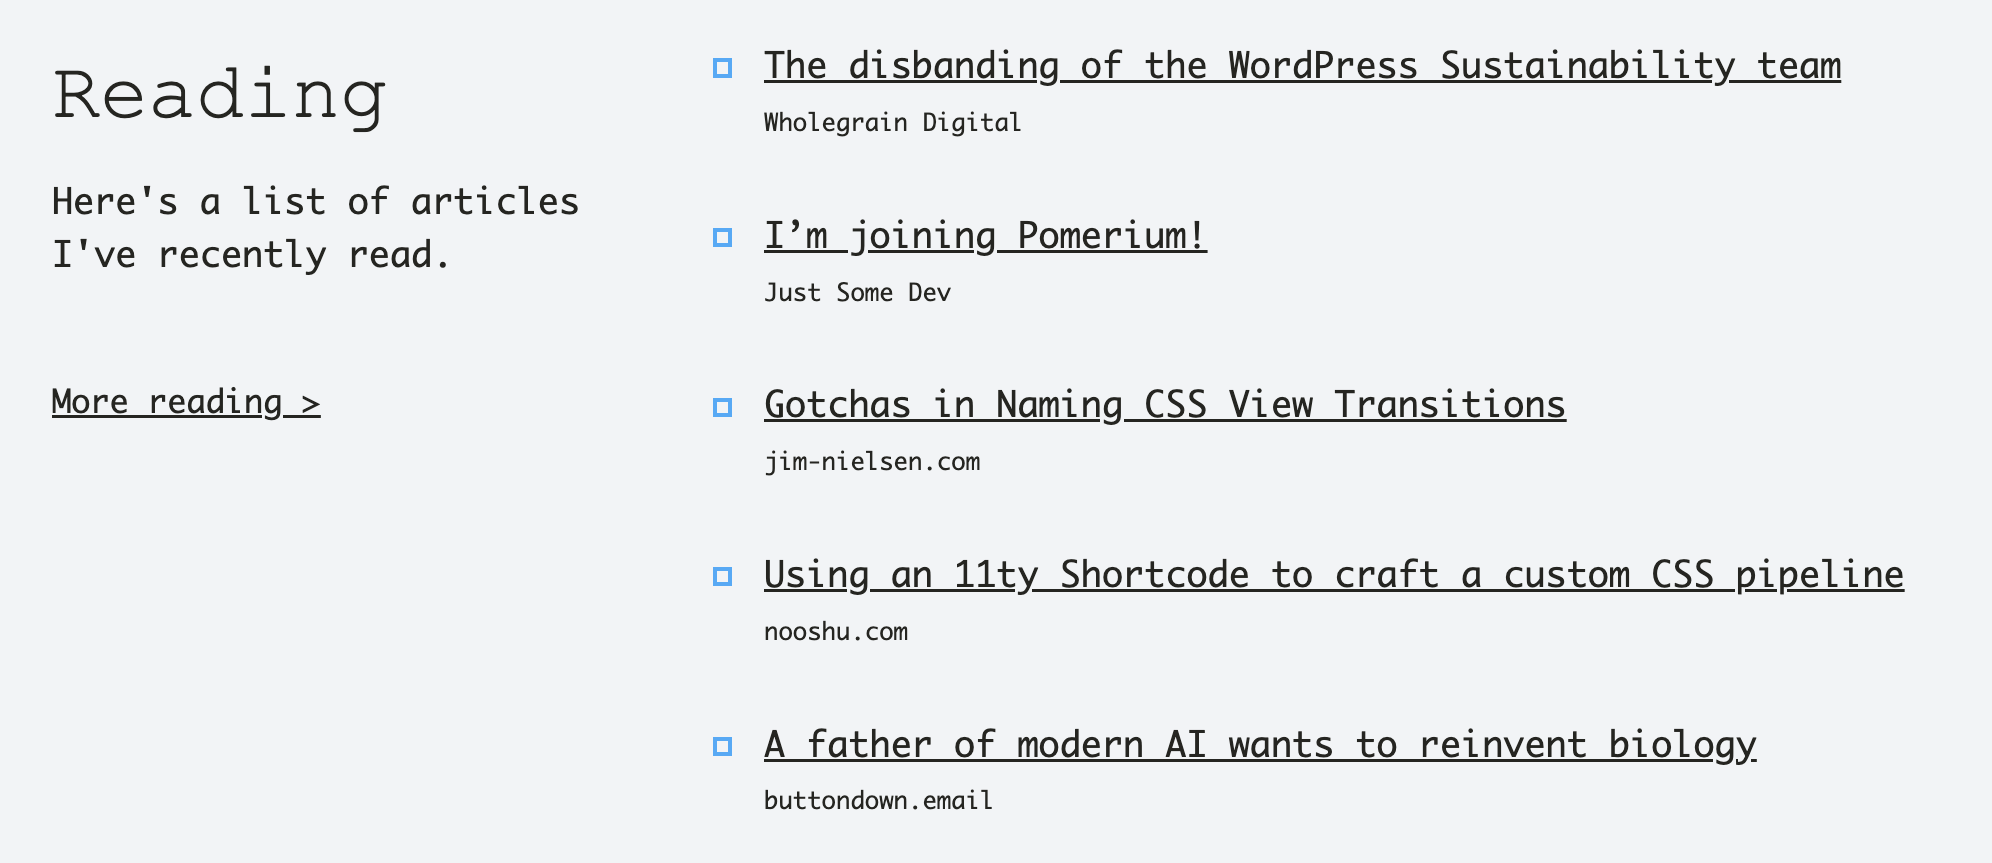 Reading
Here's a list of articles
I've recently read.
More reading >
The disbanding of the WordPress Sustainability team
Wholegrain Digital
I’m joining Pomerium!
Just Some Dev
Gotchas in Naming CSS View Transitions
jim-nielsen.com
Using an 11ty Shortcode to craft a custom CSS pipeline
nooshu.com
A father of modern AI wants to reinvent biology
buttondown.email